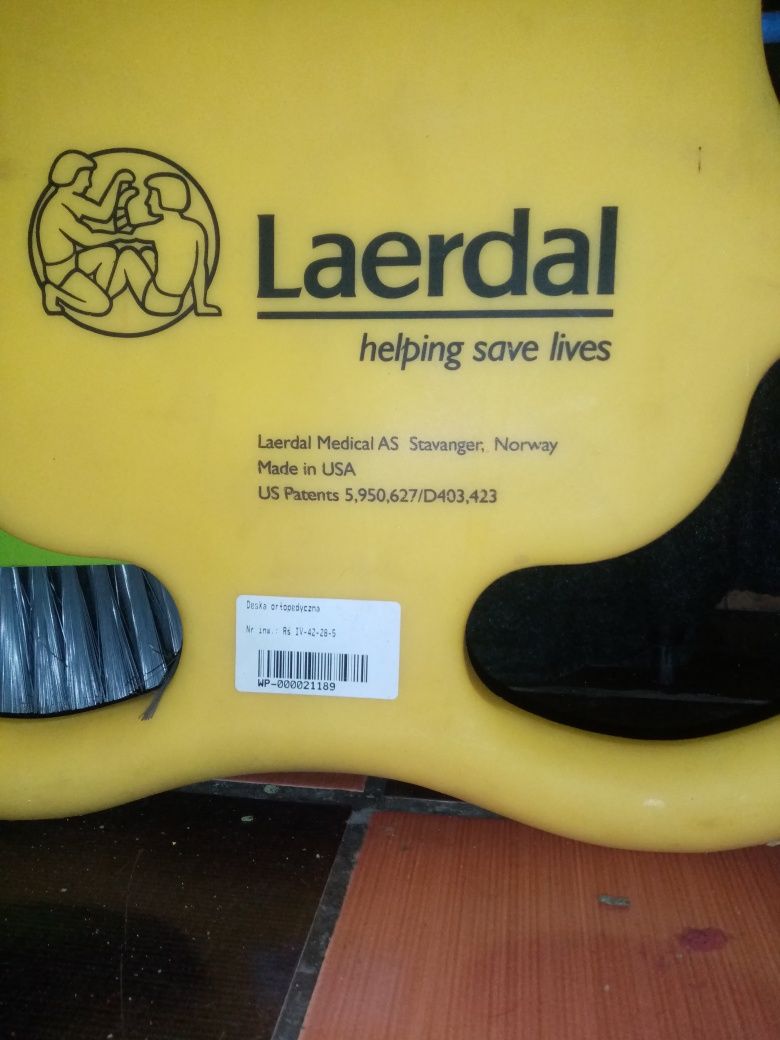 Laerdal
helping save lives
Laerdal Medical AS Stavanger, Norway
Made in USA
US Patents 5,950,627/D403,423
Deska ortopedyczna
Nr inw.: Rś IV-42-28-5
WP-000021189